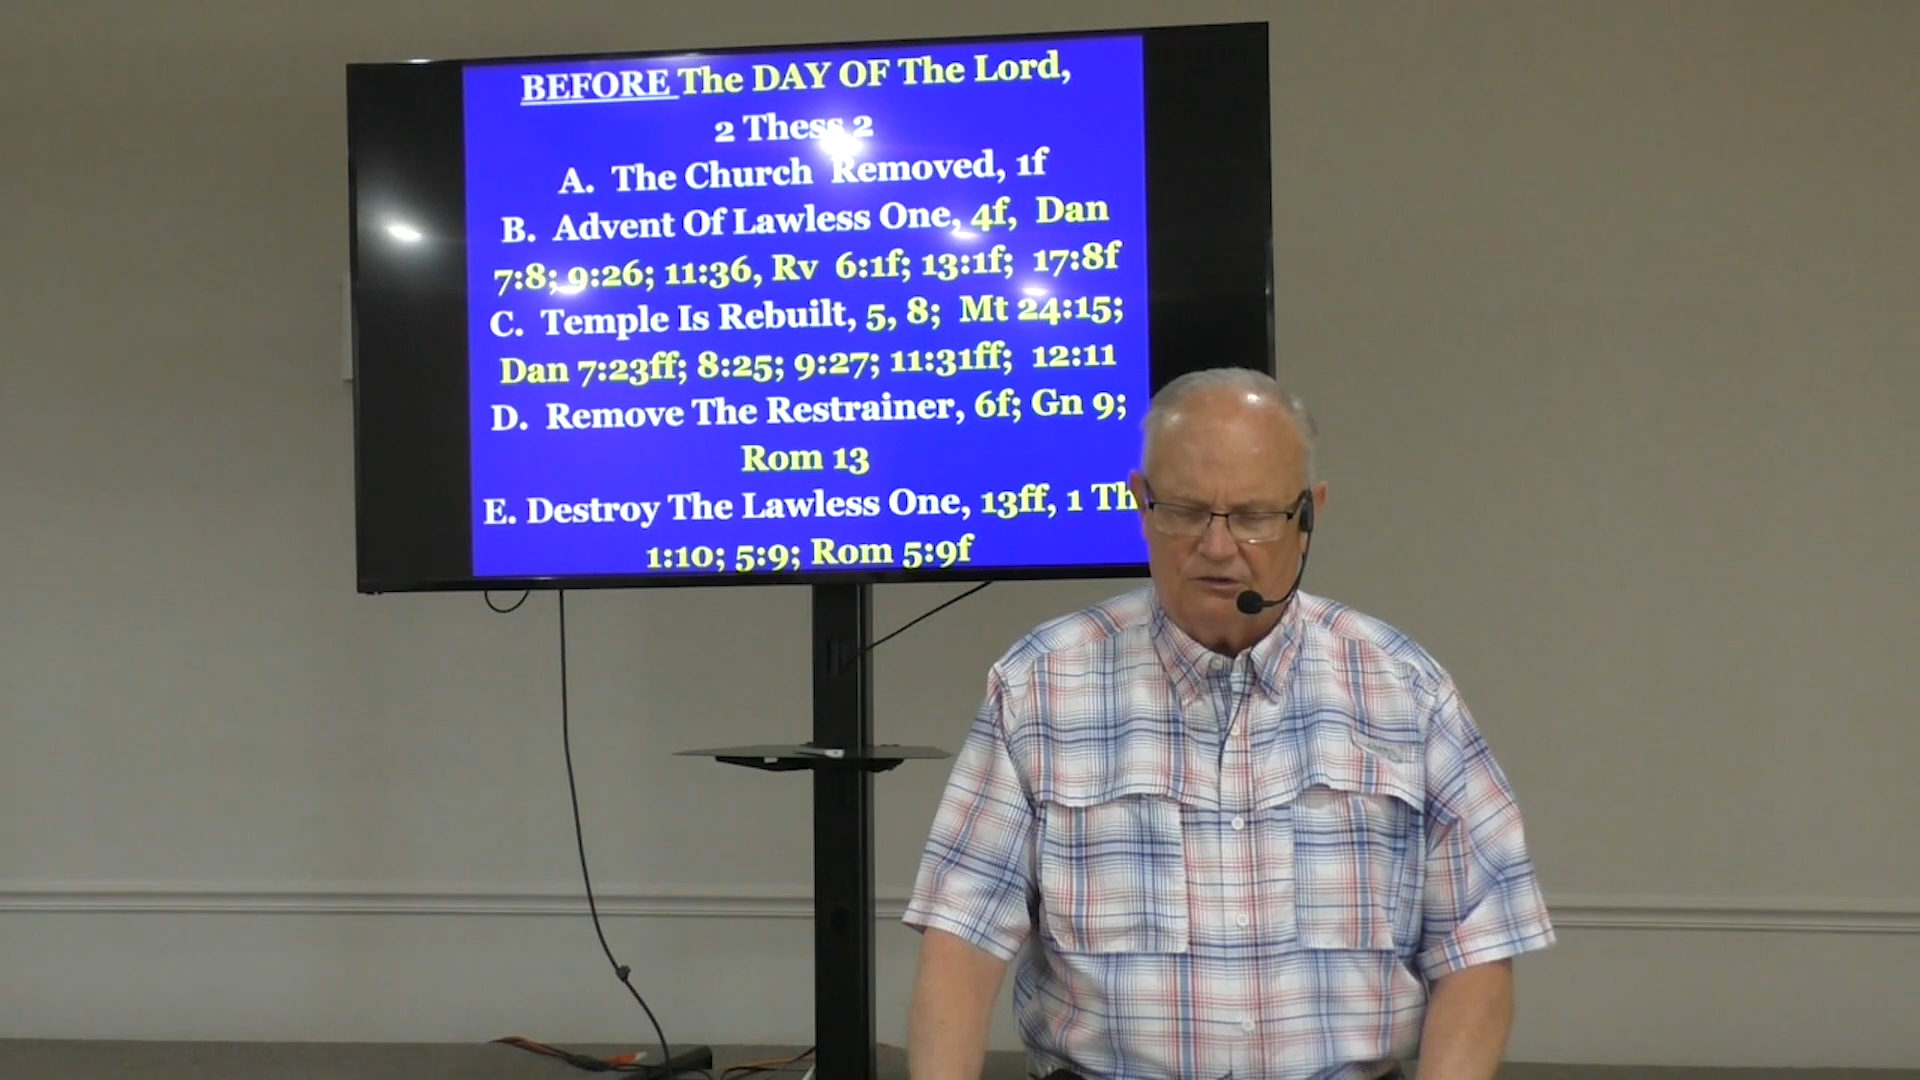 BEFORE The DAY OF The Lord,
2 Thess 2
A. The Church Removed, 1f
B. Advent Of Lawless One, 4f, Dan
7:8; 9:26; 11:36, Rv 6:1f; 13:1f; 17:8f
C. Temple Is Rebuilt, 5, 8; Mt 24:15;
Dan 7:23ff; 8:25; 9:27; 11:31ff; 12:11
D. Remove The Restrainer, 6f; Gn 9;
Rom 13
E. Destroy The Lawless One, 13ff, 1 Th
1:10; 5:9; Rom 5:9f